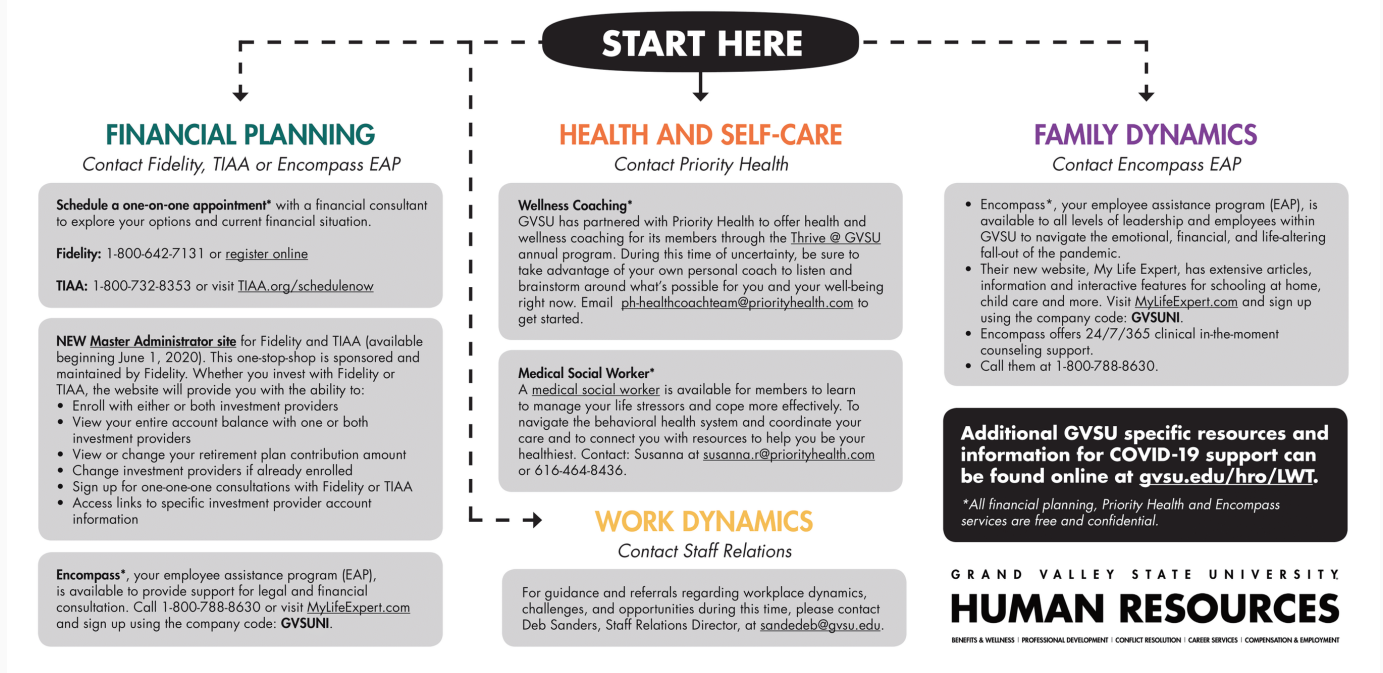 START HERE
FINANCIAL PLANNING
Contact Fidelity, TIAA or Encompass EAP
Schedule a one-on-one appointment* with a financial consultant
to explore your options and current financial situation.
Fidelity: 1-800-642-7131 or register online
TIAA: 1-800-732-8353 or visit TIAA.org/schedulenow
NEW Master Administrator site for Fidelity and TIAA (available
beginning June 1, 2020). This one-stop-shop is sponsored and
maintained by Fidelity. Whether you invest with Fidelity or
TIAA, the website will provide you with the ability to:
• Enroll with either or both investment providers
• View your entire account balance with one or both
investment providers
• View or change your retirement plan contribution amount
• Change investment providers if already enrolled
• Sign up for one-one-one consultations with Fidelity or TIAA
• Access links to specific investment provider account
information
Encompass*, your employee assistance program (EAP),
is available to provide support for legal and financial
consultation. Call 1-800-788-8630 or visit MyLifeExpert.com
and sign up using the company code: GVSUNI.
HEALTH AND SELF-CARE
Contact Priority Health
Wellness Coaching*
GVSU has partnered with Priority Health to offer health and
wellness coaching for its members through the Thrive @ GVSU
annual program. During this time of uncertainty, be sure to
take advantage of your own personal coach to listen and
brainstorm around what's possible for you and your well-being
right now. Email ph-healthcoachteam@priorityhealth.com to
get started.
Medical Social Worker*
A medical social worker is available for members to learn
to manage your life stressors and cope more effectively. To
navigate the behavioral health system and coordinate your
care and to connect you with resources to help you be your
healthiest. Contact: Susanna at susanna.r@priorityhealth.com
or 616-464-8436.
WORK DYNAMICS
Contact Staff Relations
For guidance and referrals regarding workplace dynamics,
challenges, and opportunities during this time, please contact
Deb Sanders, Staff Relations Director, at sandedeb@gvsu.edu.
FAMILY DYNAMICS
Contact Encompass EAP
• Encompass*, your employee assistance program (EAP), is
available to all levels of leadership and employees within
GVSU to navigate the emotional, financial, and life-altering
fall-out of the pandemic.
• Their new website, My Life Expert, has extensive articles,
information and interactive features for schooling at home,
child care and more. Visit MyLifeExpert.com and sign up
using the company code: GVSUNI.
• Encompass offers 24/7/365 clinical in-the-moment
counseling support.
• Call them at 1-800-788-8630.
Additional GVSU specific resources and
information for COVID-19 support can
be found online at gvsu.edu/hro/LWT.
*All financial planning, Priority Health and Encompass
services are free and confidential.
GRAND VALLEY STATE UNIVERSITY
HUMAN RESOURCES
BENEFITS & WELLNESS | PROFESSIONAL DEVELOPMENT | CONFLICT RESOLUTION | CAREER SERVICES | COMPENSATION & EMPLOYMENT